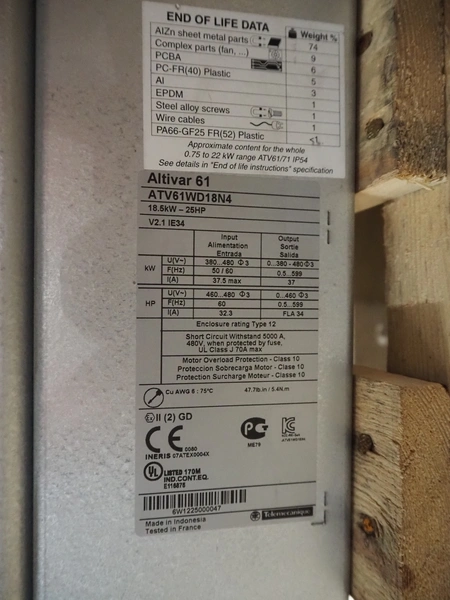 END OF LIFE DATA
Weight %
AlZn sheet metal parts 74
Complex parts (fan, ...) 9
PCBA 6
PC-FR(40) Plastic 5
Al 3
EPDM 1
Steel alloy screws 1
Wire cables 1
PA66-GF25 FR(52) Plastic
Approximate content for the whole
0.75 to 22 kW range ATV61/71 IP54
See details in "End of life instructions" specification
Altivar 61
ATV61WD18N4
18.5kW – 25HP
V2.1 IE34
Input Output
Alimentation Sortie
Entrada Salida
KW U(V~) 380...480 Φ3 0...380 - 480Φ3
F(Hz) 50 / 60 0.5...599
I(A) 37.5 max 37
HP U(V~) 460...480 Φ3 0...460 Φ3
F(Hz) 60 0.5...599
I(A) 32.3 FLA 34
Enclosure rating Type 12
Short Circuit Withstand 5000 A,
480V, when protected by fuse,
UL Class J 70A max
Motor Overload Protection - Class 10
Proteccion Sobrecarga Motor - Clase 10
Protection Surcharge Moteur - Classe 10
Cu AWG 6 : 75°C 47.7lb.in / 5.4N.m
Ex II (2) GD
CE 0080
INERIS 07ATEX0004X
PG
ME79
KC
UL LISTED 170M
IND.CONT.EQ.
E116875
6W1225000047
Made in Indonesia
Tested in France
Telemecanique